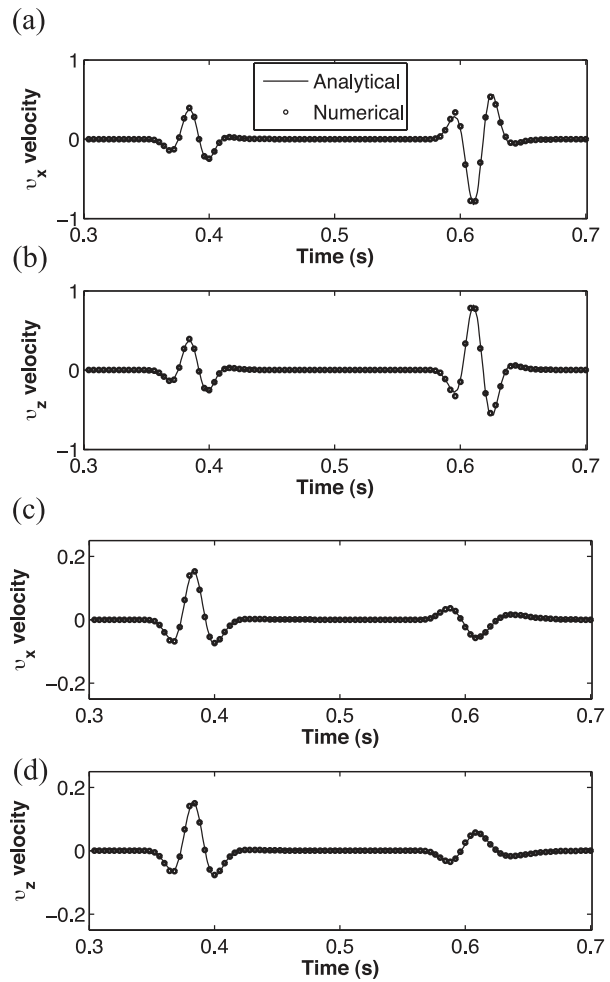 (a)
1
0
−1
υx velocity
Analytical
Numerical
0.3 0.4 0.5 0.6 0.7
Time (s)
(b)
1
0
−1
υz velocity
0.3 0.4 0.5 0.6 0.7
Time (s)
(c)
0.2
0
−0.2
υx velocity
0.3 0.4 0.5 0.6 0.7
Time (s)
(d)
0.2
0
−0.2
υz velocity
0.3 0.4 0.5 0.6 0.7
Time (s)